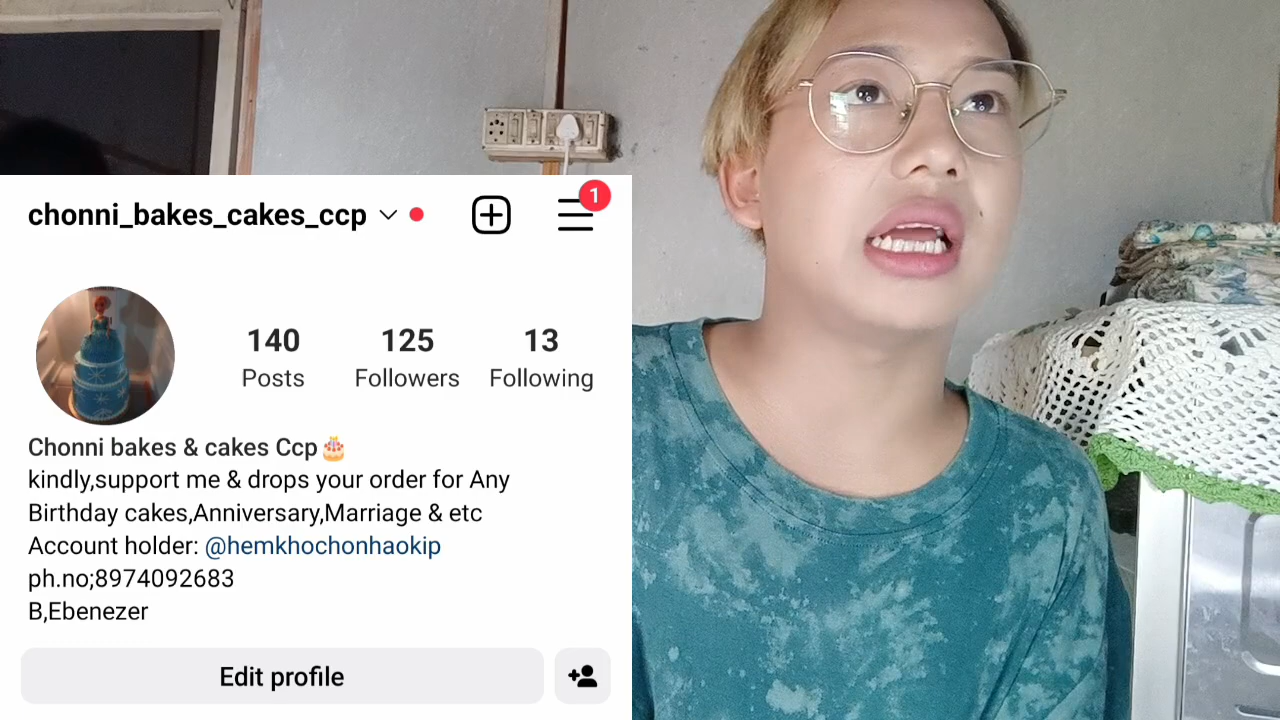 chonni_bakes_cakes_ccp
1
140 125 13
Posts Followers Following
Chonni bakes & cakes Ccp🎂
kindly,support me & drops your order for Any
Birthday cakes,Anniversary,Marriage & etc
Account holder: @hemkhochonhaokip
ph.no;8974092683
B,Ebenezer
Edit profile